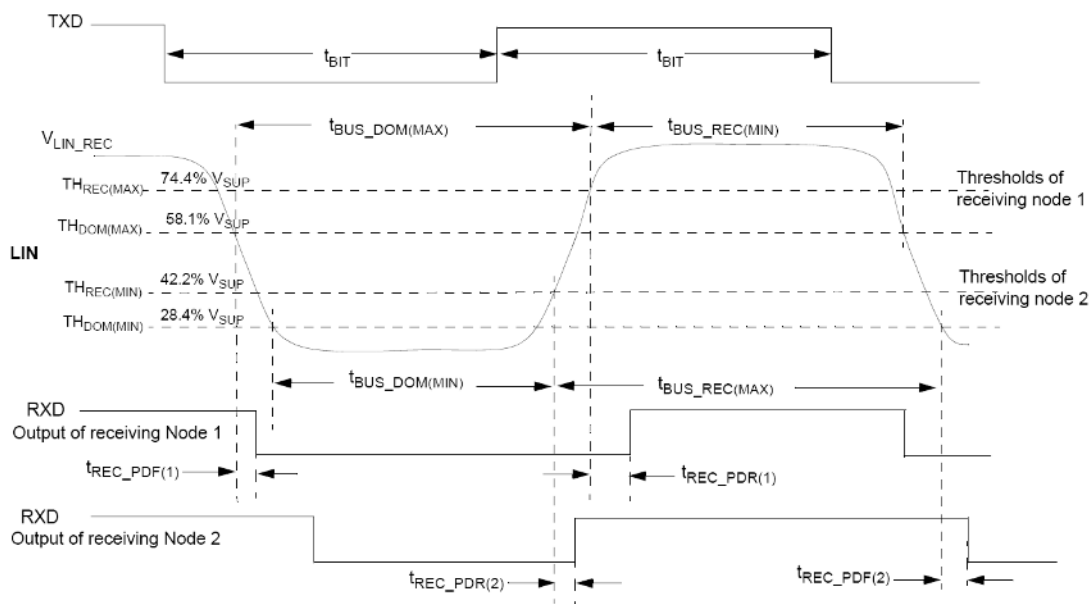 TXD
tBIT
tBIT
tBUS_DOM(MAX)
tBUS_REC(MIN)
VLIN_REC
THREC(MAX) 74.4% VSUP
Thresholds of
receiving node 1
THDOM(MAX) 58.1% VSUP
LIN
THREC(MIN) 42.2% VSUP
Thresholds of
receiving node 2
THDOM(MIN) 28.4% VSUP
tBUS_DOM(MIN)
tBUS_REC(MAX)
RXD
Output of receiving Node 1
tREC_PDF(1)
tREC_PDR(1)
RXD
Output of receiving Node 2
tREC_PDR(2)
tREC_PDF(2)